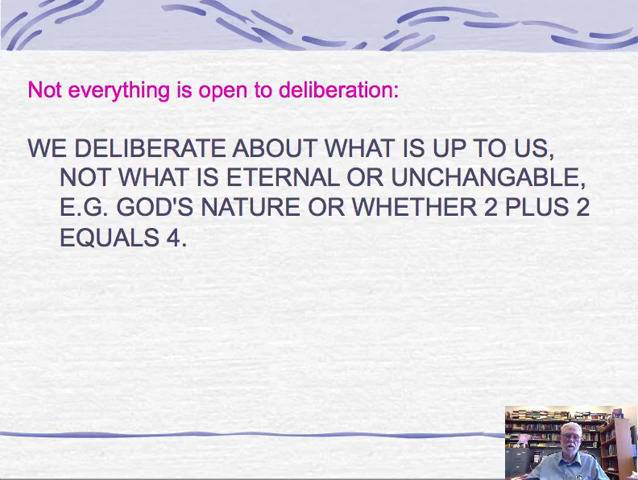 Not everything is open to deliberation:
WE DELIBERATE ABOUT WHAT IS UP TO US,
NOT WHAT IS ETERNAL OR UNCHANGABLE,
E.G. GOD'S NATURE OR WHETHER 2 PLUS 2
EQUALS 4.